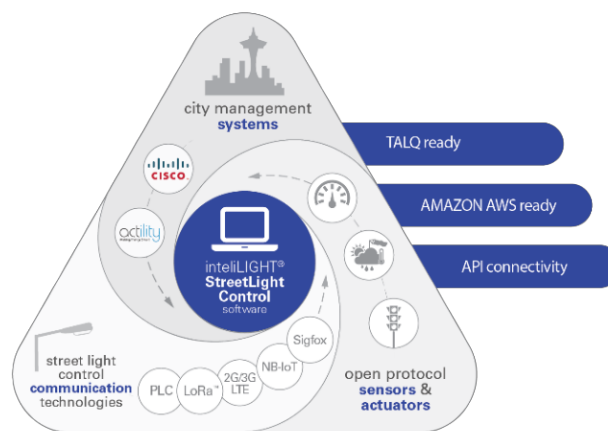 city management
systems
TALQ ready
CISCO
AMAZON AWS ready
actility
inteliLIGHT®
StreetLight
Control
software
API connectivity
Sigfox
NB-IoT
2G/3G
LTE
LoRa™
PLC
street light
control
communication
technologies
open protocol
sensors &
actuators